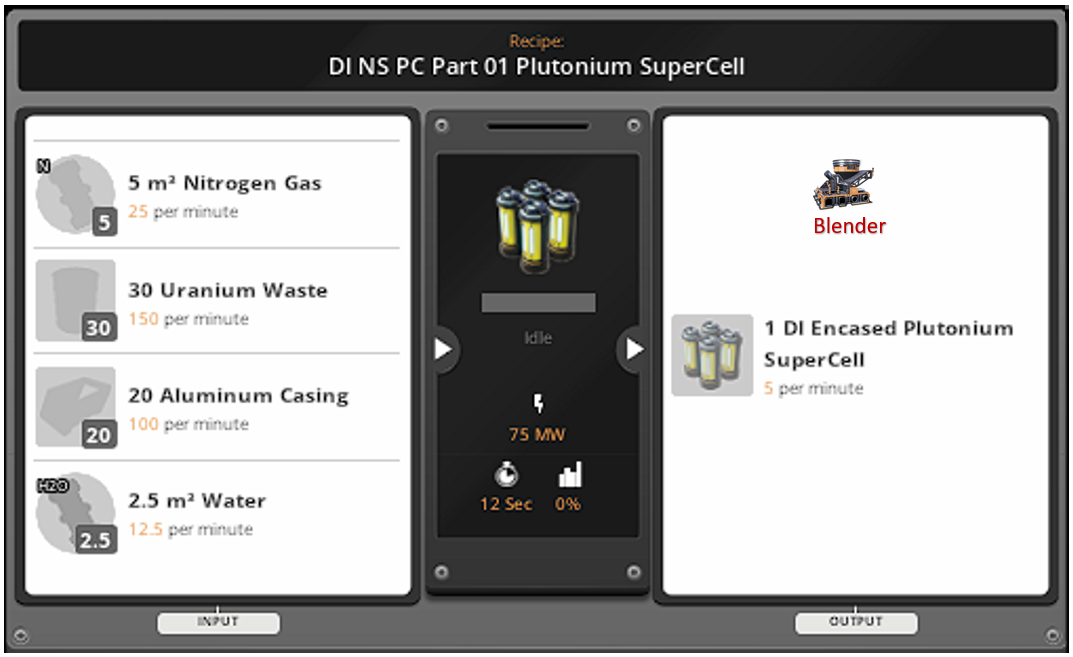 Recipe:
DI NS PC Part 01 Plutonium SuperCell
N
5 m³ Nitrogen Gas
25 per minute
5
30 Uranium Waste
150 per minute
30
20 Aluminum Casing
100 per minute
20
H2O
2.5 m³ Water
12.5 per minute
2.5
INPUT
Idle
75 MW
12 Sec
0%
Blender
1 DI Encased Plutonium
SuperCell
5 per minute
OUTPUT